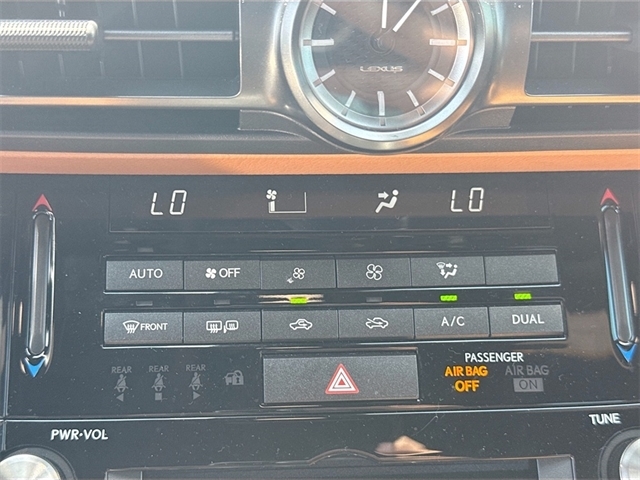 LEXUS
LO LO
AUTO OFF
FRONT A/C DUAL
PASSENGER
REAR REAR REAR AIR BAG AIR BAG
OFF ON
PWR•VOL TUNE